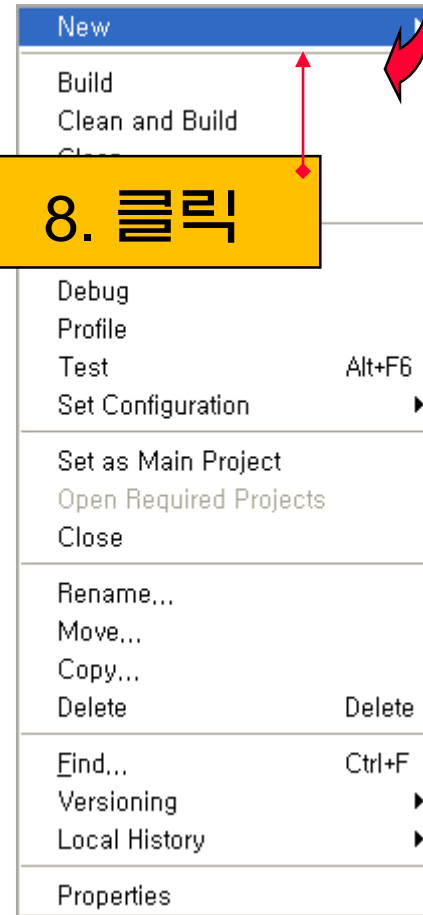 New
Build
Clean and Build
8. 클릭
Debug
Profile
Test Alt+F6
Set Configuration
Set as Main Project
Open Required Projects
Close
Rename...
Move...
Copy...
Delete Delete
Find... Ctrl+F
Versioning
Local History
Properties